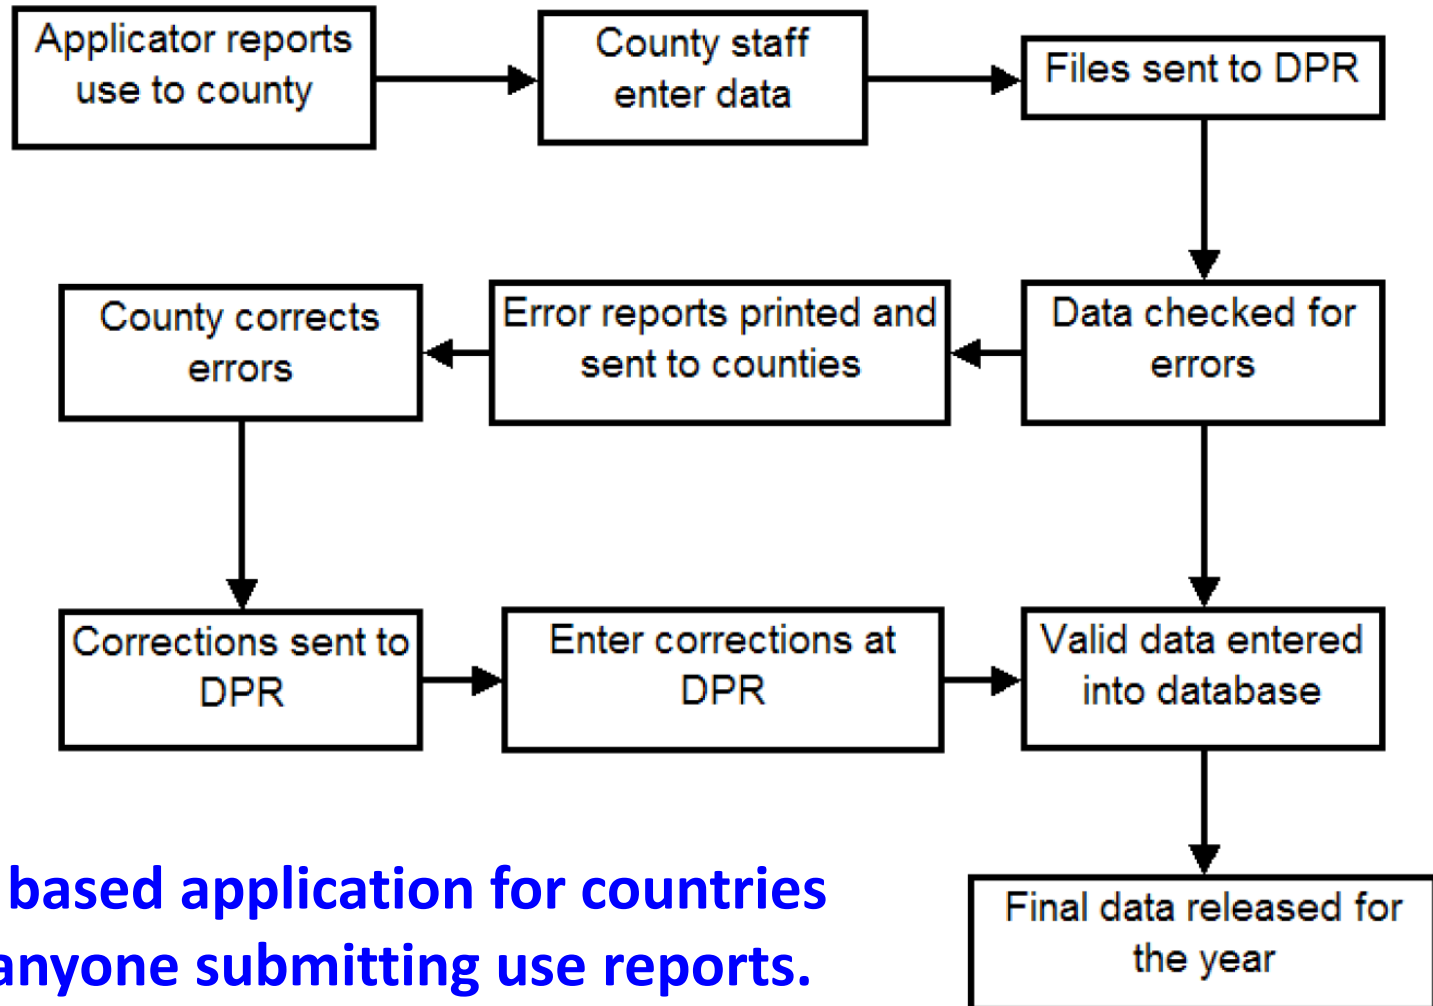 Applicator reports
use to county
County staff
enter data
Files sent to DPR
County corrects
errors
Error reports printed and
sent to counties
Data checked for
errors
Corrections sent to
DPR
Enter corrections at
DPR
Valid data entered
into database
based application for countries
anyone submitting use reports.
Final data released for
the year